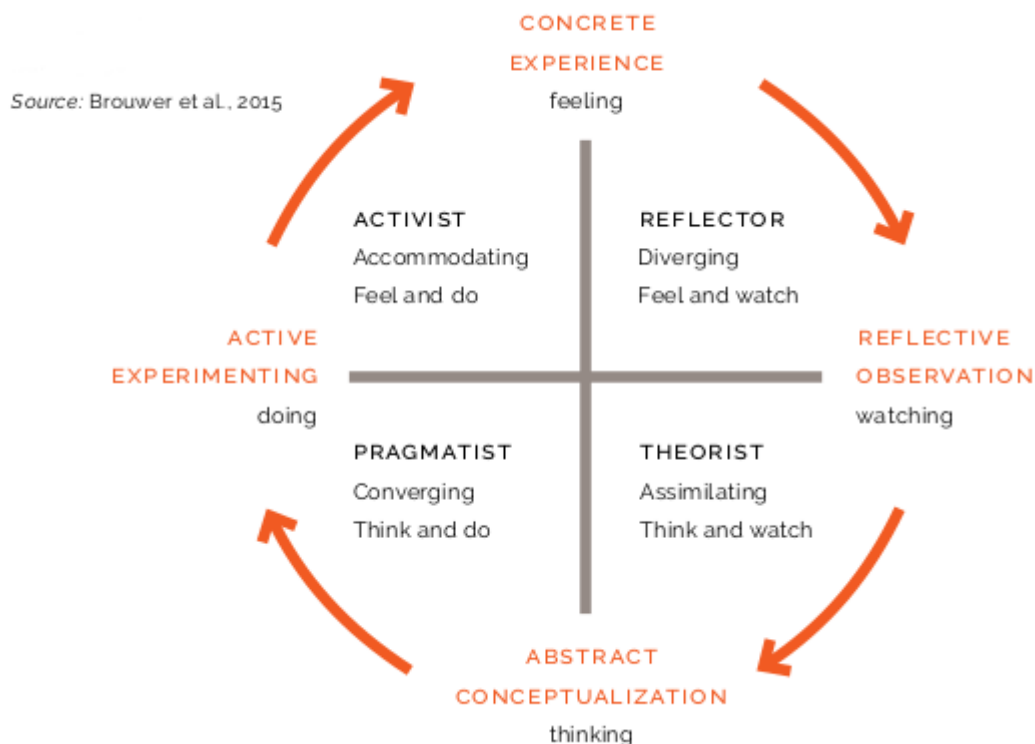 CONCRETE
EXPERIENCE
feeling
Source: Brouwer et al., 2015
ACTIVIST
Accommodating
Feel and do
REFLECTOR
Diverging
Feel and watch
ACTIVE
EXPERIMENTING
doing
REFLECTIVE
OBSERVATION
watching
PRAGMATIST
Converging
Think and do
THEORIST
Assimilating
Think and watch
ABSTRACT
CONCEPTUALIZATION
thinking